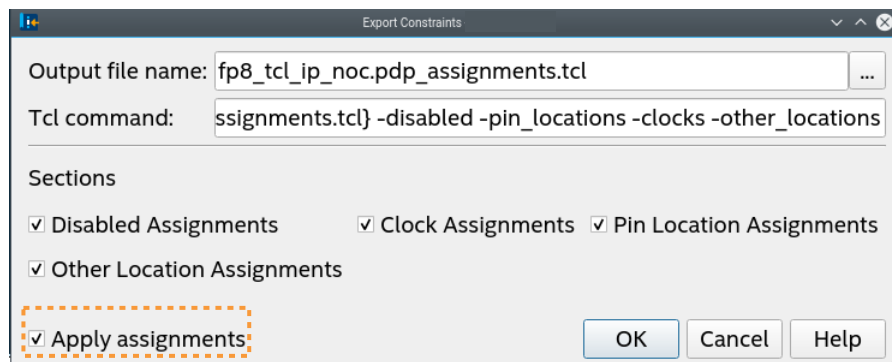 Export Constraints
Output file name: fp8_tcl_ip_noc.pdp_assignments.tcl ...
Tcl command: ssignments.tcl} -disabled -pin_locations -clocks -other_locations
Sections
Disabled Assignments Clock Assignments Pin Location Assignments
Other Location Assignments
Apply assignments OK Cancel Help